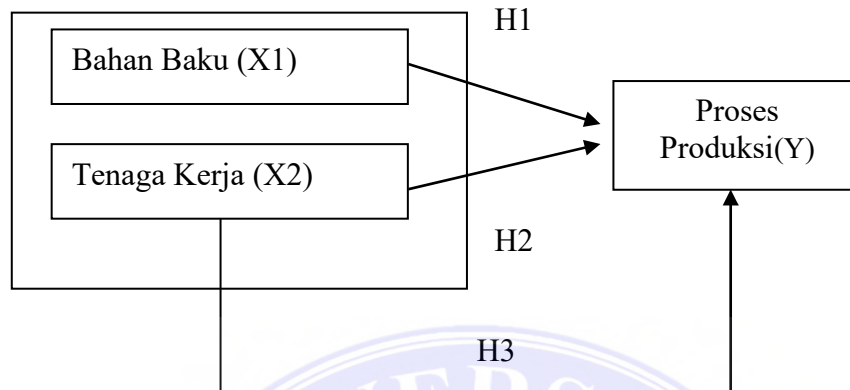 H1
Bahan Baku (X1)
Proses
Produksi(Y)
Tenaga Kerja (X2)
H2
H3